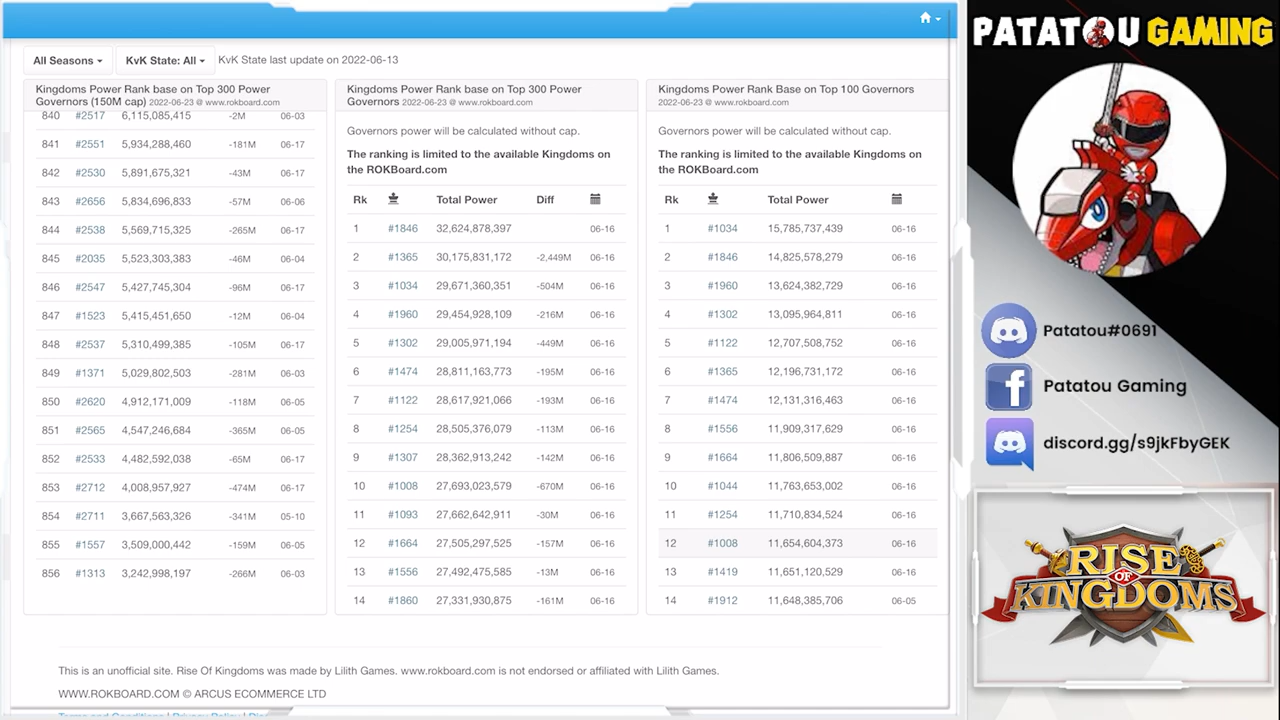 All Seasons
KvK State: All
KvK State last update on 2022-06-13
Kingdoms Power Rank base on Top 300 Power
Governors (150M cap) 2022-06-23 @ www.rokboard.com
840 #2517 6,115,085,415 -2M 06-03
841 #2551 5,934,288,460 -181M 06-17
842 #2530 5,891,675,321 -43M 06-17
843 #2656 5,834,696,833 -57M 06-06
844 #2538 5,569,715,325 -265M 06-17
845 #2035 5,523,303,383 -46M 06-04
846 #2547 5,427,745,304 -96M 06-17
847 #1523 5,415,451,650 -12M 06-04
848 #2537 5,310,499,385 -105M 06-17
849 #1371 5,029,802,503 -281M 06-03
850 #2620 4,912,171,009 -118M 06-05
851 #2565 4,547,246,684 -365M 06-05
852 #2533 4,482,592,038 -65M 06-17
853 #2712 4,008,957,927 -474M 06-17
854 #2711 3,667,563,326 -341M 05-10
855 #1557 3,509,000,442 -159M 06-05
856 #1313 3,242,998,197 -266M 06-03
Kingdoms Power Rank base on Top 300 Power
Governors 2022-06-23 @ www.rokboard.com
Governors power will be calculated without cap.
The ranking is limited to the available Kingdoms on
the ROKBoard.com
Rk Total Power Diff
1 #1846 32,624,878,397 06-16
2 #1365 30,175,831,172 -2,449M 06-16
3 #1034 29,671,360,351 -504M 06-16
4 #1960 29,454,928,109 -216M 06-16
5 #1302 29,005,971,194 -449M 06-16
6 #1474 28,811,163,773 -195M 06-16
7 #1122 28,617,921,066 -193M 06-16
8 #1254 28,505,376,079 -113M 06-16
9 #1307 28,362,913,242 -142M 06-16
10 #1008 27,693,023,579 -670M 06-16
11 #1093 27,662,642,911 -30M 06-16
12 #1664 27,505,297,525 -157M 06-16
13 #1556 27,492,475,585 -13M 06-16
14 #1860 27,331,930,875 -161M 06-16
Kingdoms Power Rank Base on Top 100 Governors
2022-06-23 @ www.rokboard.com
Governors power will be calculated without cap.
The ranking is limited to the available Kingdoms on
the ROKBoard.com
Rk Total Power
1 #1034 15,785,737,439 06-16
2 #1846 14,825,578,279 06-16
3 #1960 13,624,382,729 06-16
4 #1302 13,095,964,811 06-16
5 #1122 12,707,508,752 06-16
6 #1365 12,196,731,172 06-16
7 #1474 12,131,316,463 06-16
8 #1556 11,909,317,629 06-16
9 #1664 11,806,509,887 06-16
10 #1044 11,763,653,002 06-16
11 #1254 11,710,834,524 06-16
12 #1008 11,654,604,373 06-16
13 #1419 11,651,120,529 06-16
14 #1912 11,648,385,706 06-05
This is an unofficial site. Rise Of Kingdoms was made by Lilith Games. www.rokboard.com is not endorsed or affiliated with Lilith Games.
WWW.ROKBOARD.COM © ARCUS ECOMMERCE LTD
Terms and Conditions | Privacy Policy |
PATATOU GAMING
Patatou#0691
Patatou Gaming
discord.gg/s9jkFbyGEK
RISE
OF
KINGDOMS